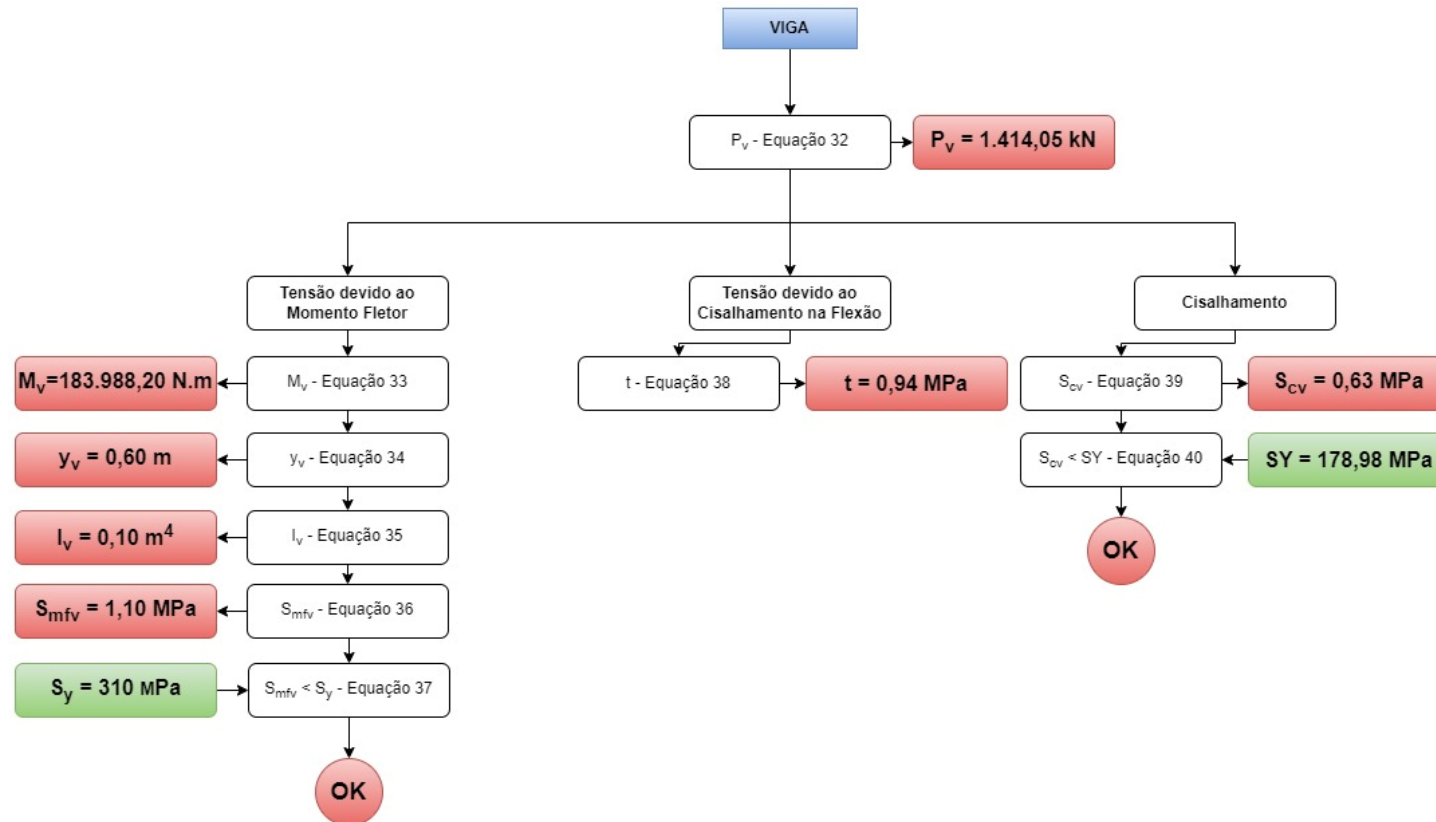 VIGA
Pv - Equação 32
Pv = 1.414,05 kN
Tensão devido ao
Momento Fletor
Tensão devido ao
Cisalhamento na Flexão
Cisalhamento
Mv=183.988,20 N.m
Mv - Equação 33
t - Equação 38
t = 0,94 MPa
Scv - Equação 39
Scv = 0,63 MPa
yv = 0,60 m
yv - Equação 34
Scv < SY - Equação 40
SY = 178,98 MPa
Iv = 0,10 m⁴
Iv - Equação 35
OK
Smfv = 1,10 MPa
Smfv - Equação 36
Sy = 310 MPa
Smfv < Sy - Equação 37
OK